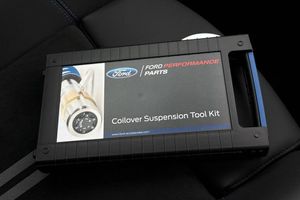 Ford
FORD PERFORMANCE
PARTS
Coilover Suspension Tool Kit